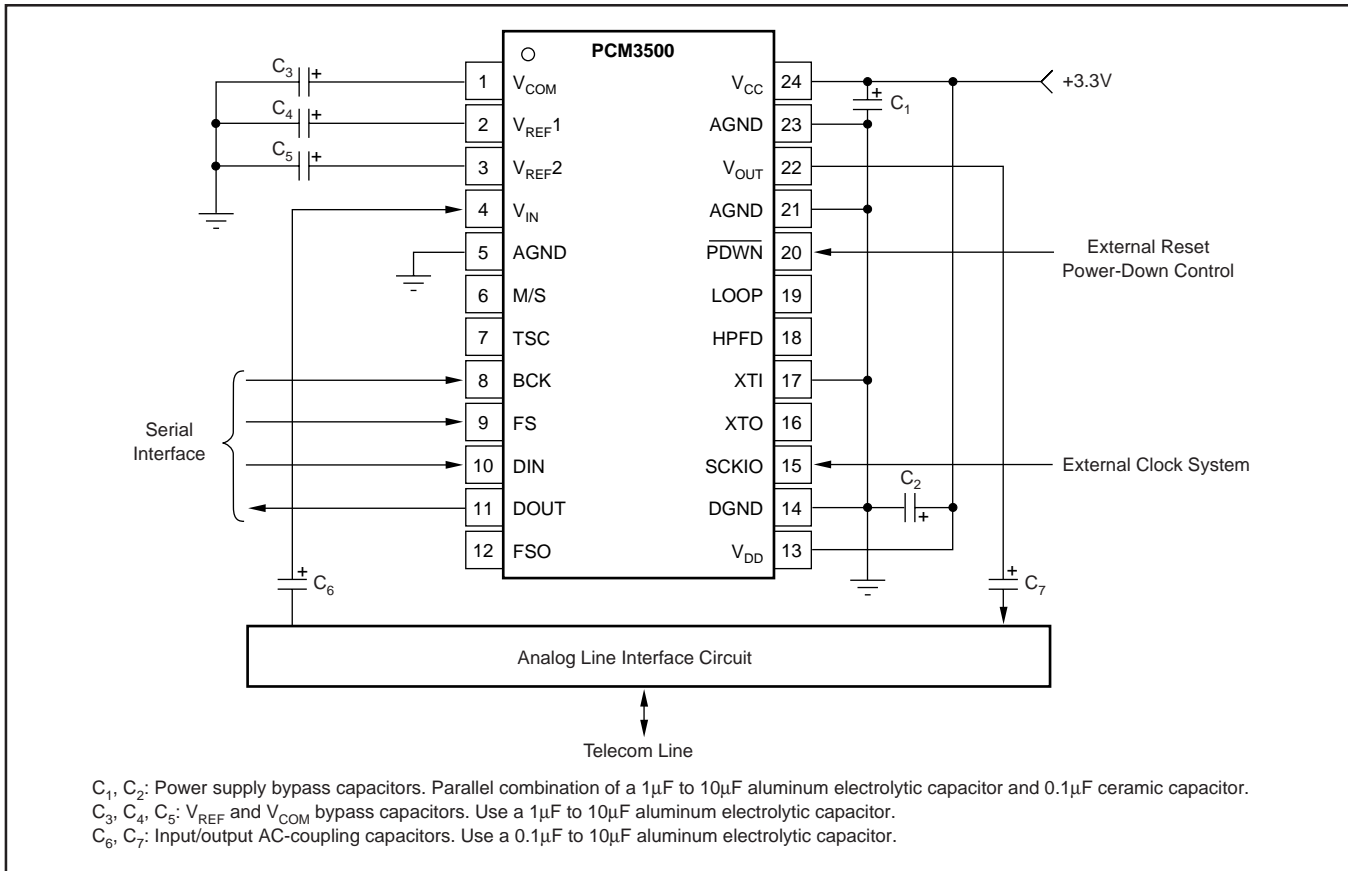 PCM3500
C3 +
1 VCOM
C4 +
2 VREF1
C5 +
3 VREF2
4 VIN
5 AGND
6 M/S
7 TSC
8 BCK
9 FS
10 DIN
11 DOUT
12 FSO
Serial
Interface
+ C6
VCC 24
+3.3V
+ C1
AGND 23
VOUT 22
AGND 21
PDWN 20
External Reset
Power-Down Control
LOOP 19
HPFD 18
XTI 17
XTO 16
SCKIO 15
External Clock System
C2 +
DGND 14
VDD 13
+ C7
Analog Line Interface Circuit
Telecom Line
C1, C2: Power supply bypass capacitors. Parallel combination of a 1μF to 10μF aluminum electrolytic capacitor and 0.1μF ceramic capacitor.
C3, C4, C5: VREF and VCOM bypass capacitors. Use a 1μF to 10μF aluminum electrolytic capacitor.
C6, C7: Input/output AC-coupling capacitors. Use a 0.1μF to 10μF aluminum electrolytic capacitor.